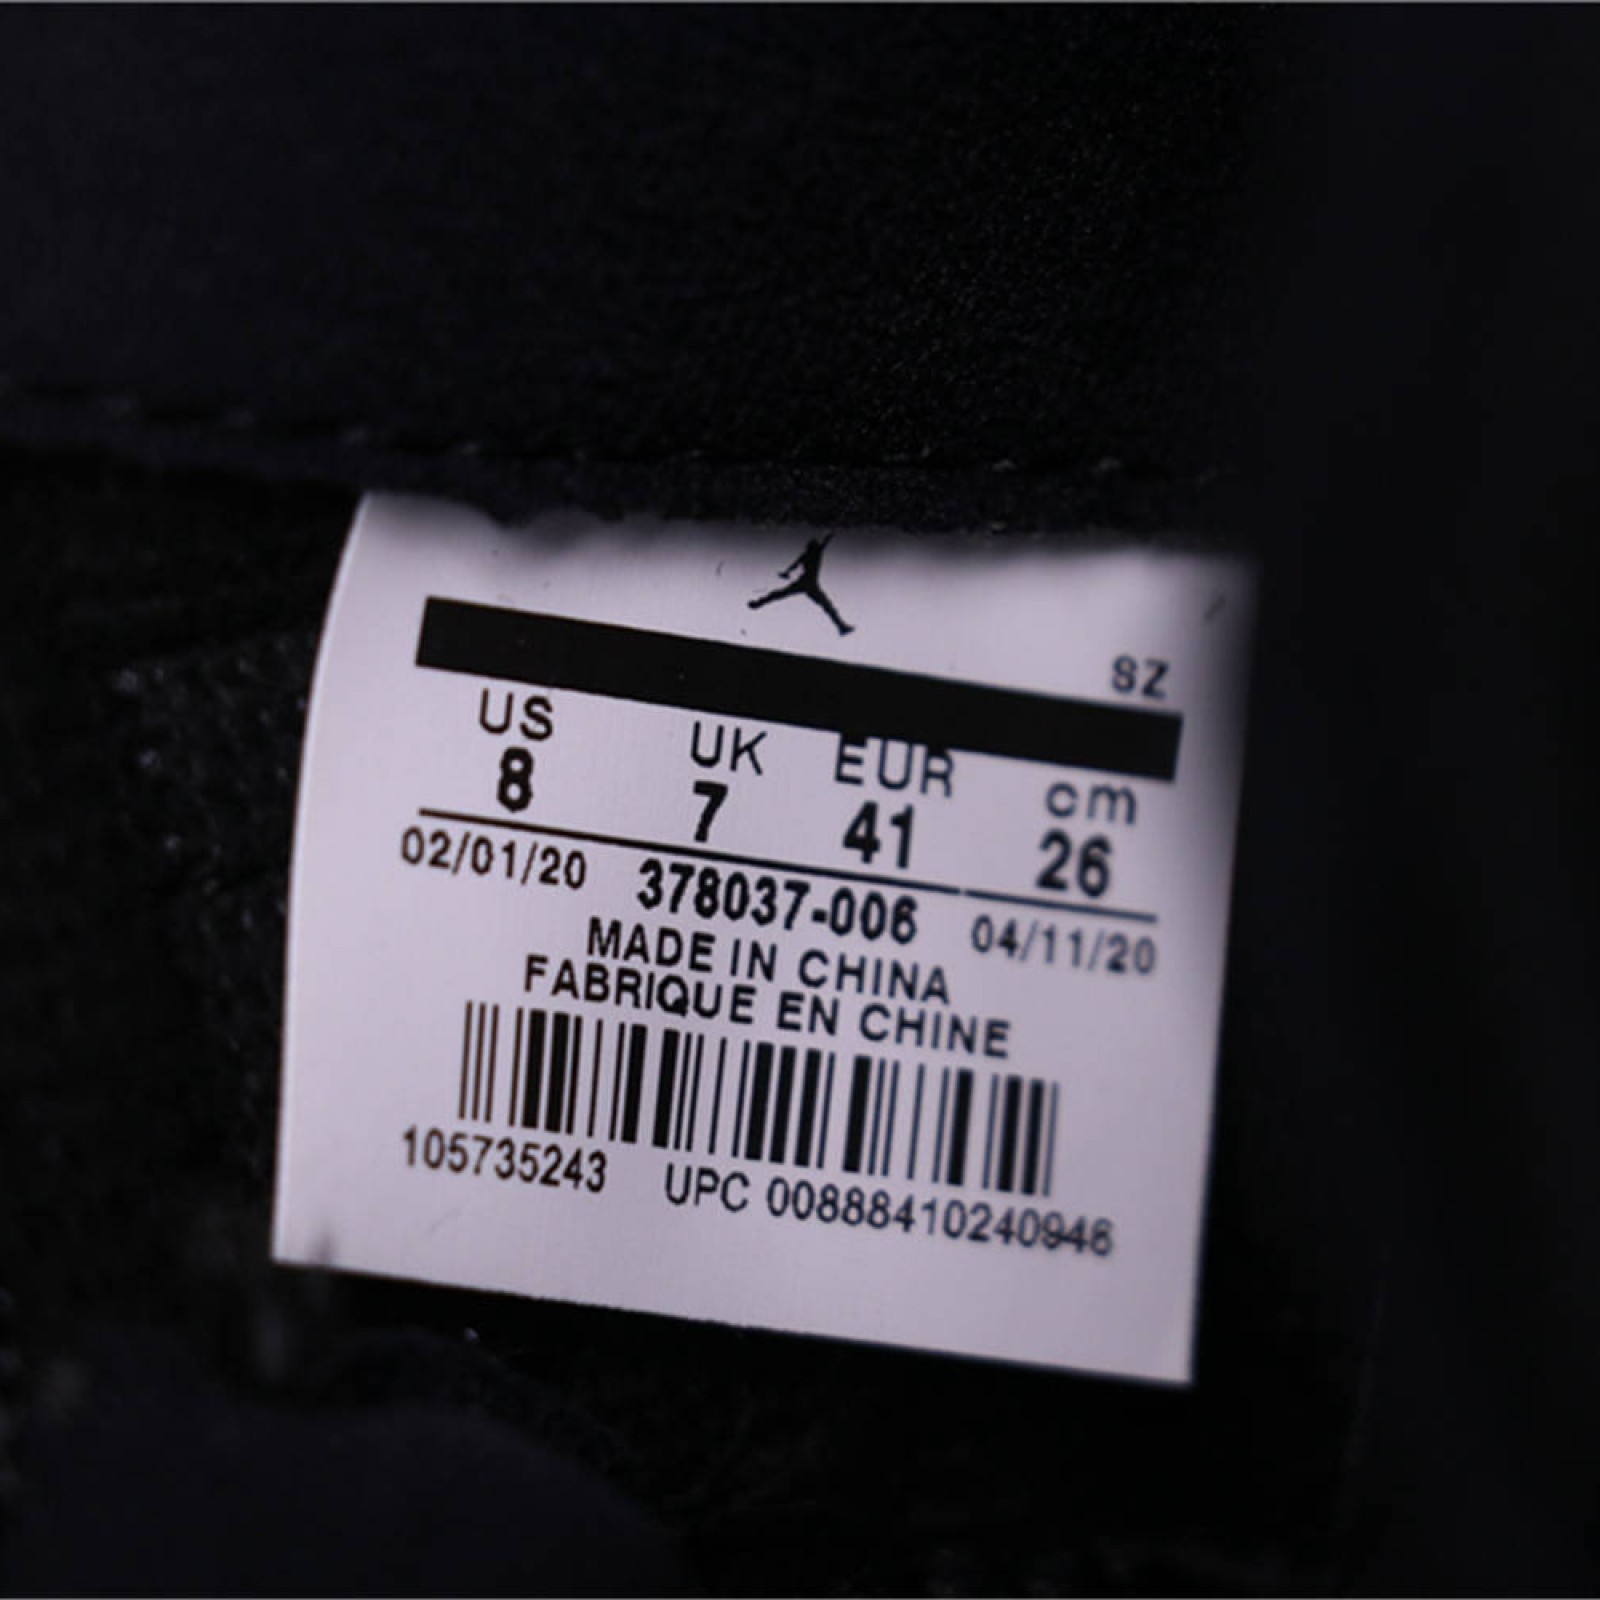 SZ
US UK EUR cm
8 7 41 26
02/01/20 378037-006 04/11/20
MADE IN CHINA
FABRIQUE EN CHINE
105735243 UPC 00888410240946